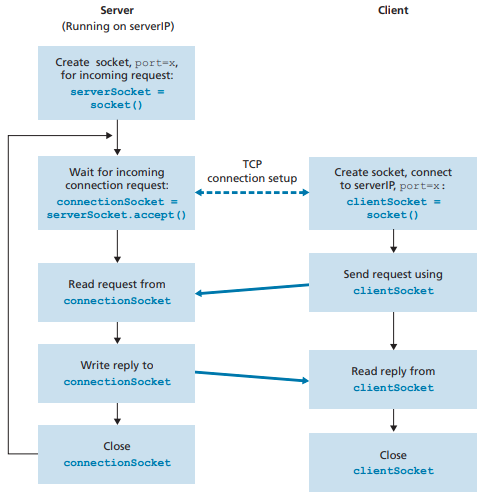 Server
(Running on serverIP)
Client
Create socket, port=x,
for incoming request:
serverSocket =
socket()
Wait for incoming
connection request:
connectionSocket =
serverSocket.accept()
TCP
connection setup
Create socket, connect
to serverIP, port=x:
clientSocket =
socket()
Read request from
connectionSocket
Send request using
clientSocket
Write reply to
connectionSocket
Read reply from
clientSocket
Close
connectionSocket
Close
clientSocket